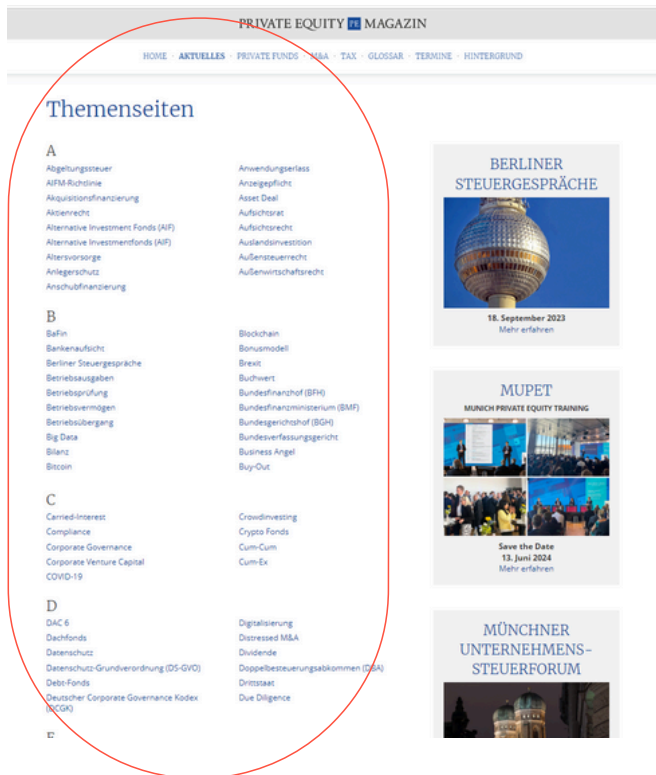 PRIVATE EQUITY PE MAGAZIN
HOME · AKTUELLES · PRIVATE FUNDS · M&A · TAX · GLOSSAR · TERMINE · HINTERGRUND
Themenseiten
A
Abgeltungssteuer
AIFM-Richtlinie
Akquisitionsfinanzierung
Aktienrecht
Alternative Investment Fonds (AIF)
Alternative Investmentfonds (AIF)
Altersvorsorge
Anlegerschutz
Anschubfinanzierung
Anwendungserlass
Anzeigepflicht
Asset Deal
Aufsichtsrat
Aufsichtsrecht
Auslandsinvestition
Außensteuerrecht
Außenwirtschaftsrecht
B
BaFin
Bankenaufsicht
Berliner Steuergespräche
Betriebsausgaben
Betriebsprüfung
Betriebsvermögen
Betriebsübergang
Big Data
Bilanz
Bitcoin
Blockchain
Bonusmodell
Brexit
Buchwert
Bundesfinanzhof (BFH)
Bundesfinanzministerium (BMF)
Bundesgerichtshof (BGH)
Bundesverfassungsgericht
Business Angel
Buy-Out
C
Carried-Interest
Compliance
Corporate Governance
Corporate Venture Capital
COVID-19
Crowdinvesting
Crypto Fonds
Cum-Cum
Cum-Ex
D
DAC 6
Dachfonds
Datenschutz
Datenschutz-Grundverordnung (DS-GVO)
Debt-Fonds
Deutscher Corporate Governance Kodex
(DCGK)
Digitalisierung
Distressed M&A
Dividende
Doppelbesteuerungsabkommen (DBA)
Drittstaat
Due Diligence
BERLINER
STEUERGESPRÄCHE
18. September 2023
Mehr erfahren
MUPET
MUNICH PRIVATE EQUITY TRAINING
Save the Date
13. Juni 2024
Mehr erfahren
MÜNCHNER
UNTERNEHMENS-
STEUERFORUM